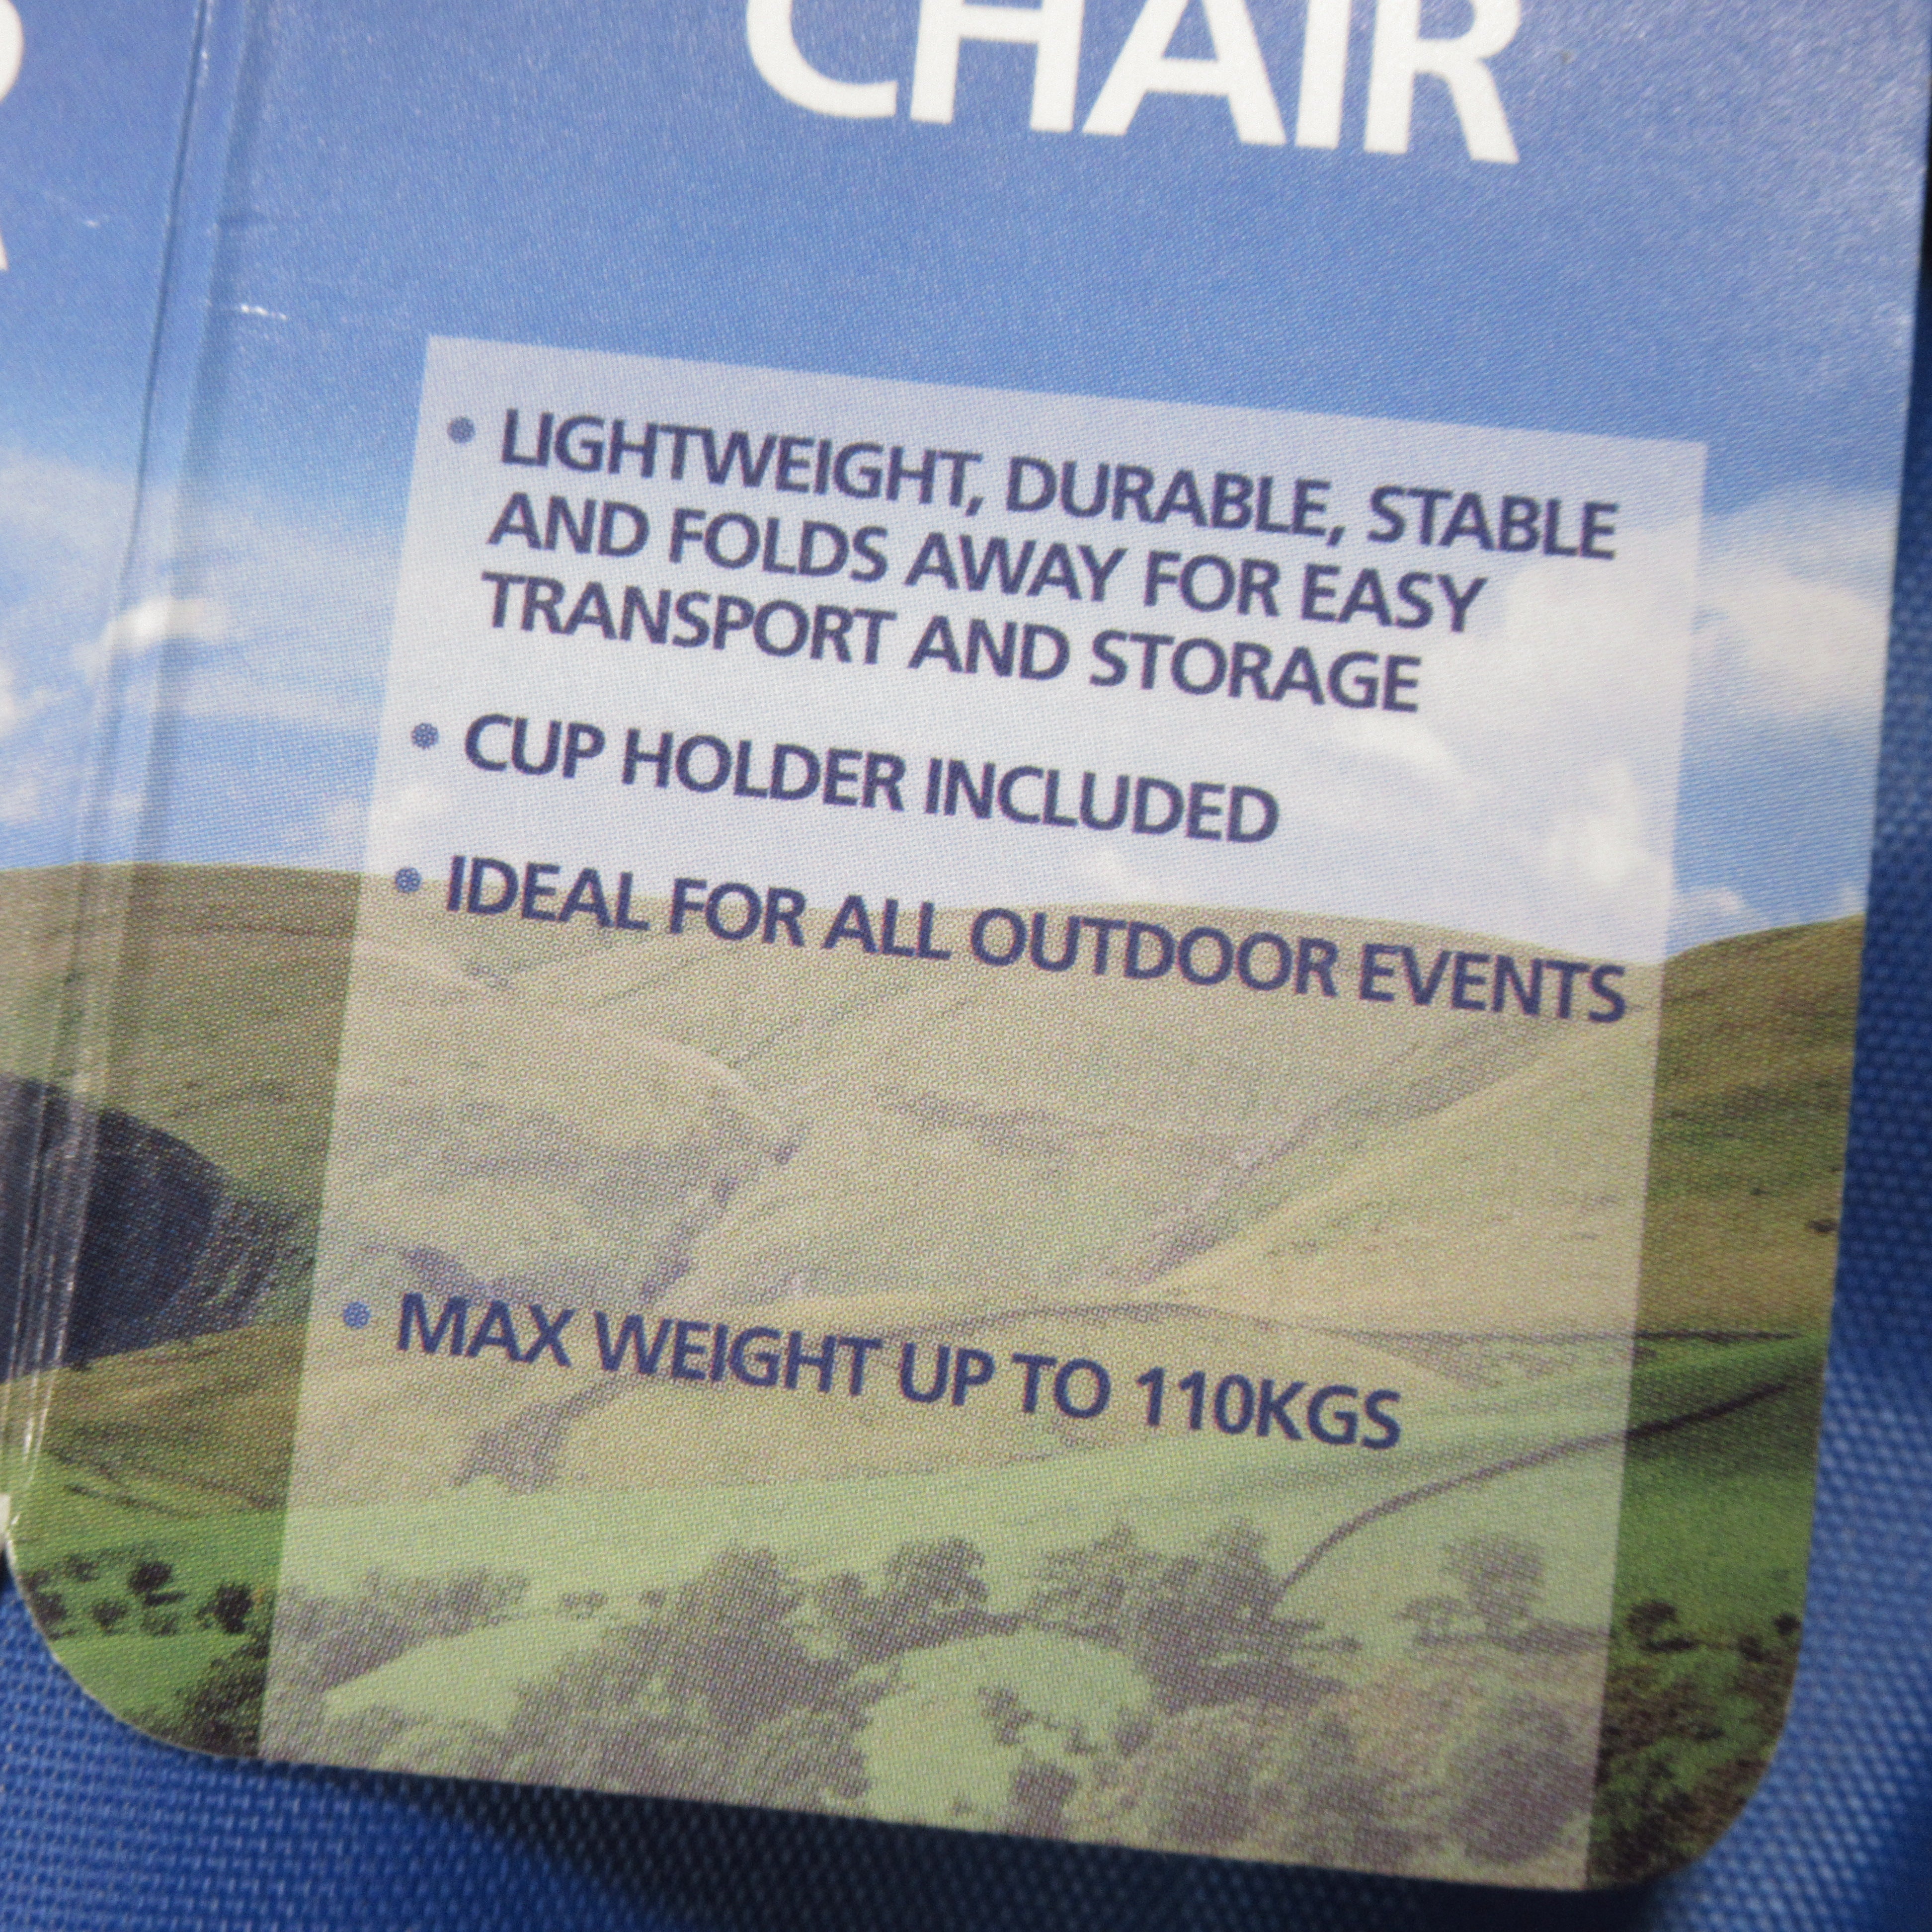 CHAIR
• LIGHTWEIGHT, DURABLE, STABLE
AND FOLDS AWAY FOR EASY
TRANSPORT AND STORAGE
• CUP HOLDER INCLUDED
• IDEAL FOR ALL OUTDOOR EVENTS
• MAX WEIGHT UP TO 110KGS